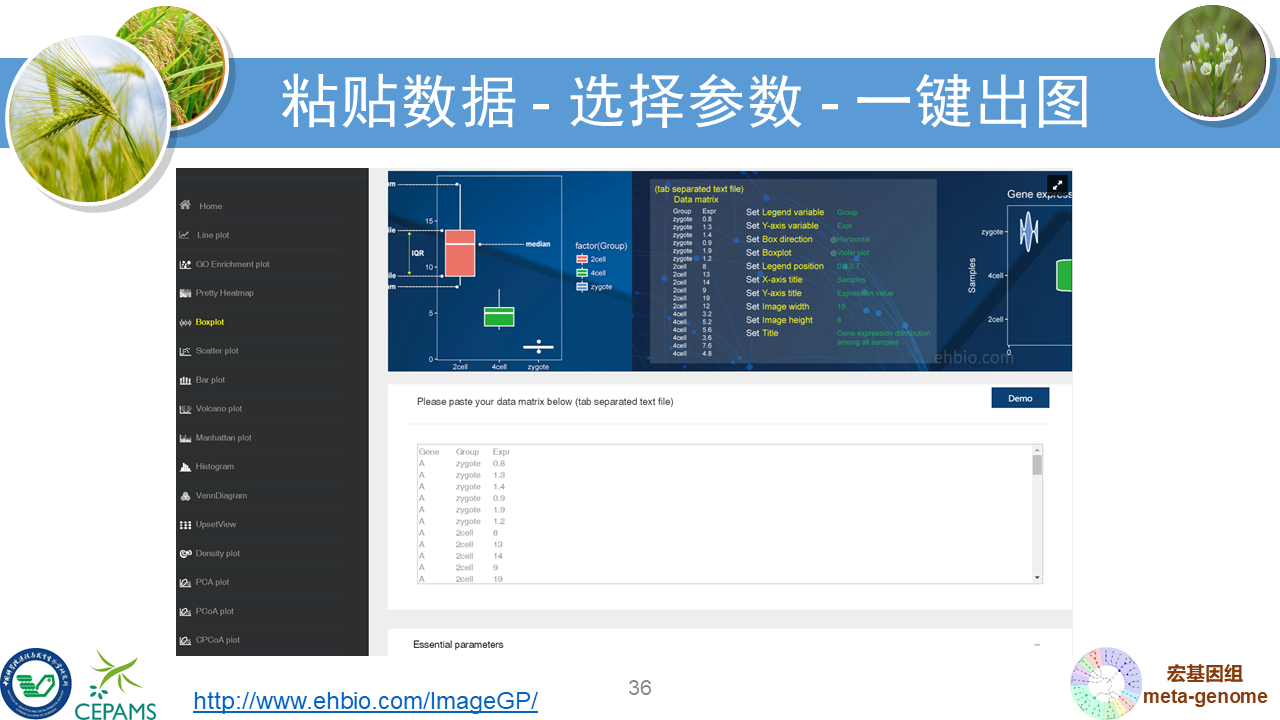 粘贴数据 - 选择参数 - 一键出图
Home
Line plot
GO Enrichment plot
Pretty Heatmap
Boxplot
Scatter plot
Bar plot
Volcano plot
Manhattan plot
Histogram
VennDiagram
UpsetView
Density plot
PCA plot
PCoA plot
CPCoA plot
15
10
5
0
IQR
median
2cell
4cell
zygote
factor(Group)
2cell
4cell
zygote
(tab separated text file)
Data matrix
Group Expr
zygote 0.8
zygote 1.3
zygote 1.4
zygote 0.9
zygote 1.9
zygote 1.2
2cell 8
2cell 13
2cell 14
2cell 9
2cell 19
2cell 12
4cell 3.2
4cell 5.2
4cell 5.6
4cell 3.6
4cell 7.6
4cell 4.8
Set Legend variable Group
Set Y-axis variable Expr
Set Box direction Horizontal
Set Boxplot Violin plot
Set Legend position
Set X-axis title Samples
Set Y-axis title Expression value
Set Image width 15
Set Image height 8
Set Title Gene expression distribution
among all samples
ehbio.com
Gene express
Samples
zygote
4cell
2cell
0
Please paste your data matrix below (tab separated text file)
Demo
Gene Group Expr
A zygote 0.8
A zygote 1.3
A zygote 1.4
A zygote 0.9
A zygote 1.9
A zygote 1.2
A 2cell 8
A 2cell 13
A 2cell 14
A 2cell 9
A 2cell 19
Essential parameters
CEPAMS
http://www.ehbio.com/ImageGP/
36
宏基因组
meta-genome